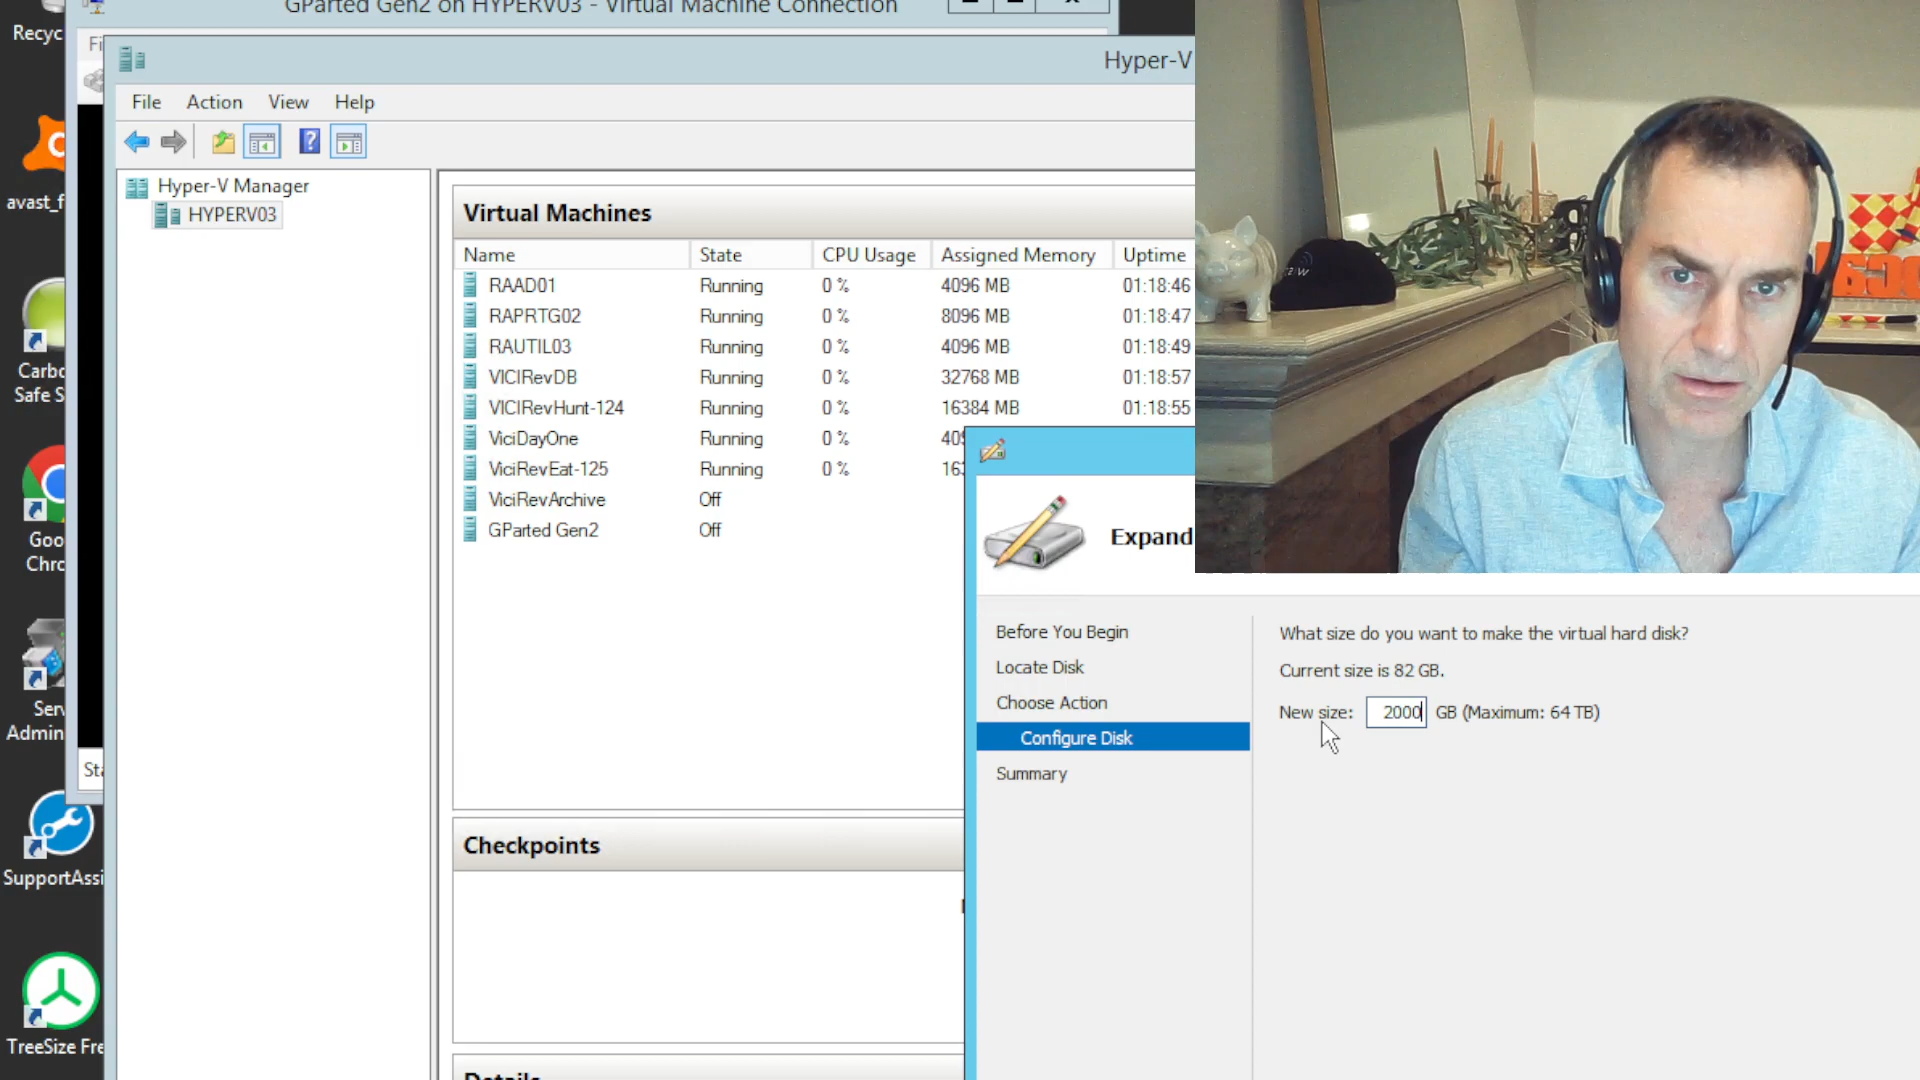 GParted Gen2 on HYPERV03 - Virtual Machine Connection
Recyc
Fi
Hyper-V
File Action View Help
Hyper-V Manager
HYPERV03
Virtual Machines
Name State CPU Usage Assigned Memory Uptime
RAAD01 Running 0 % 4096 MB 01:18:46
RAPRTG02 Running 0 % 8096 MB 01:18:47
RAUTIL03 Running 0 % 4096 MB 01:18:49
VICIRevDB Running 0 % 32768 MB 01:18:57
VICIRevHunt-124 Running 0 % 16384 MB 01:18:55
ViciDayOne Running 0 % 409
ViciRevEat-125 Running 0 % 163
ViciRevArchive Off
GParted Gen2 Off
avast_f
Carbo
Safe S
Goo
Chro
Serv
Admin
Sta
SupportAssi
TreeSize Fre
Checkpoints
Details
Expand
Before You Begin
Locate Disk
Choose Action
Configure Disk
Summary
What size do you want to make the virtual hard disk?
Current size is 82 GB.
New size: 2000 GB (Maximum: 64 TB)